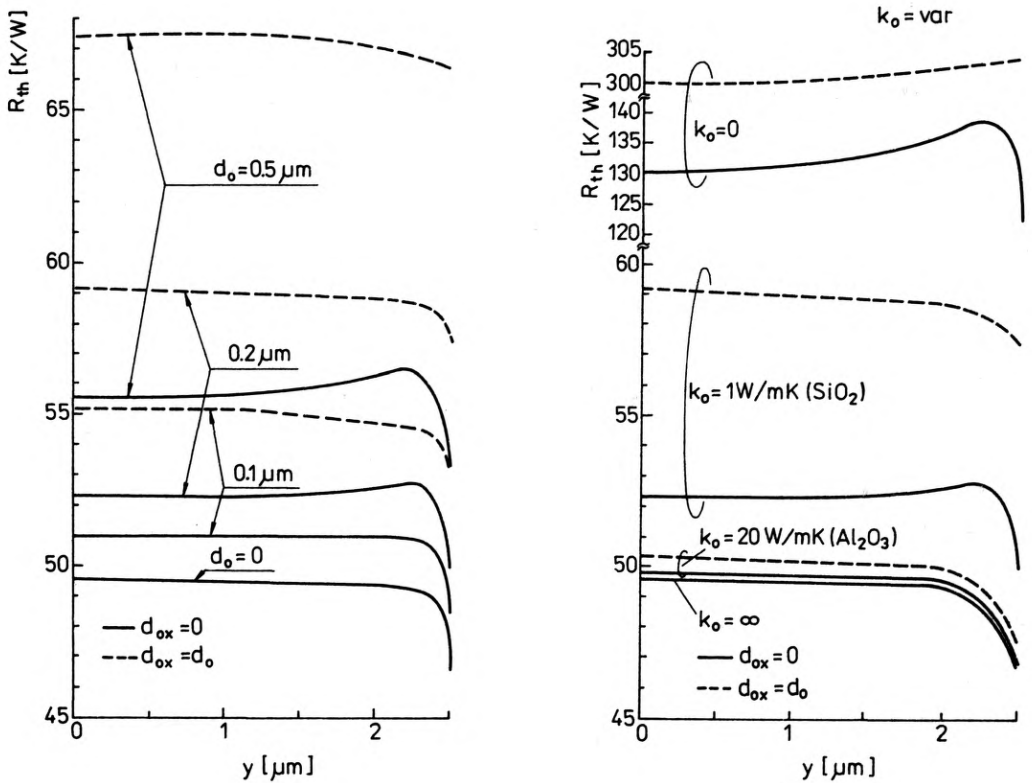 R_th [K/W]
65
60
55
50
45
d_o=0.5 μm
0.2 μm
0.1 μm
d_o=0
d_ox=0
d_ox=d_o
0
1
2
y [μm]
k_o=var
R_th [K/W]
305
300
140
135
130
125
120
60
55
50
45
k_o=0
k_o=1W/mK (SiO₂)
k_o=20 W/mK (Al₂O₃)
k_o=∞
d_ox=0
d_ox=d_o
0
1
2
y [μm]